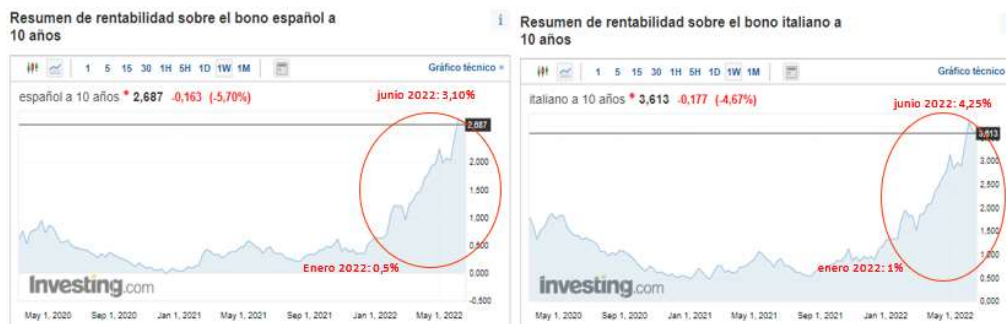 Resumen de rentabilidad sobre el bono español a
10 años
1 5 15 30 1H 5H 1D 1W 1M
Gráfico técnico »
español a 10 años 2,687 -0,163 (-5,70%)
junio 2022: 3,10%
2,687
2.000
1.500
1.000
0.500
0.000
-0.500
Enero 2022: 0,5%
Investing.com
May 1, 2020 Sep 1, 2020 Jan 1, 2021 May 1, 2021 Sep 1, 2021 Jan 1, 2022 May 1, 2022
Resumen de rentabilidad sobre el bono italiano a
10 años
1 5 15 30 1H 5H 1D 1W 1M
Gráfico técnico
italiano a 10 años 3,613 -0,177 (-4,67%)
junio 2022: 4,25%
3,613
3.000
2.500
2.000
1.500
1.000
0.500
0.000
enero 2022: 1%
Investing.com
May 1, 2020 Sep 1, 2020 Jan 1, 2021 May 1, 2021 Sep 1, 2021 Jan 1, 2022 May 1, 2022